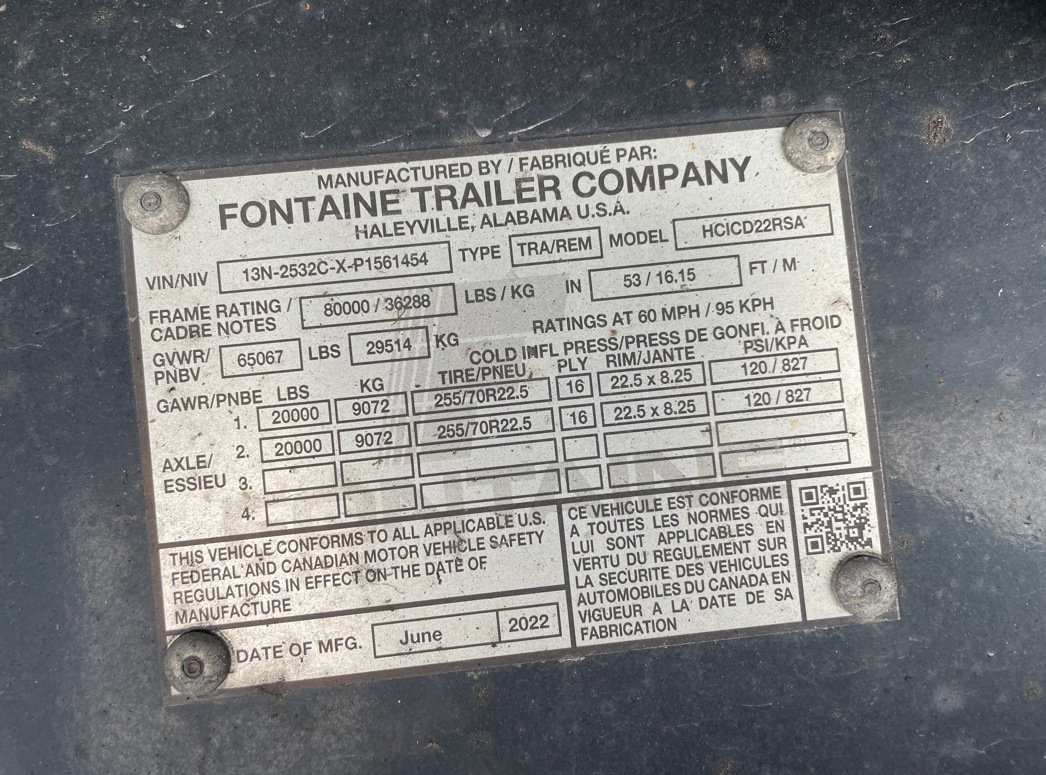 MANUFACTURED BY / FABRIQUÉ PAR:
FONTAINE TRAILER COMPANY
HALEYVILLE, ALABAMA U.S.A.
VIN/NIV 13N-2532C-X-P1561454 TYPE TRA/REM MODEL HCICD22RSA
FRAME RATING / CADRE NOTES 80000 / 36288 LBS / KG IN 53 / 16.15 FT / M
GVWR/ PNBV 65067 LBS 29514 KG RATINGS AT 60 MPH / 95 KPH
COLD INFL PRESS/PRESS DE GONFL. À FROID
GAWR/PNBE LBS KG TIRE/PNEU PLY RIM/JANTE PSI/KPA
AXLE/ ESSIEU
1. 20000 9072 255/70R22.5 16 22.5 x 8.25 120 / 827
2. 20000 9072 255/70R22.5 16 22.5 x 8.25 120 / 827
3.
4.
THIS VEHICLE CONFORMS TO ALL APPLICABLE U.S.
FEDERAL AND CANADIAN MOTOR VEHICLE SAFETY
REGULATIONS IN EFFECT ON THE DATE OF
MANUFACTURE
DATE OF MFG. June 2022
CE VEHICULE EST CONFORME
A TOUTES LES NORMES QUI
LUI SONT APPLICABLES EN
VERTU DU REGULEMENT SUR
LA SECURITE DES VEHICULES
AUTOMOBILES DU CANADA EN
VIGUEUR A LA DATE DE SA
FABRICATION